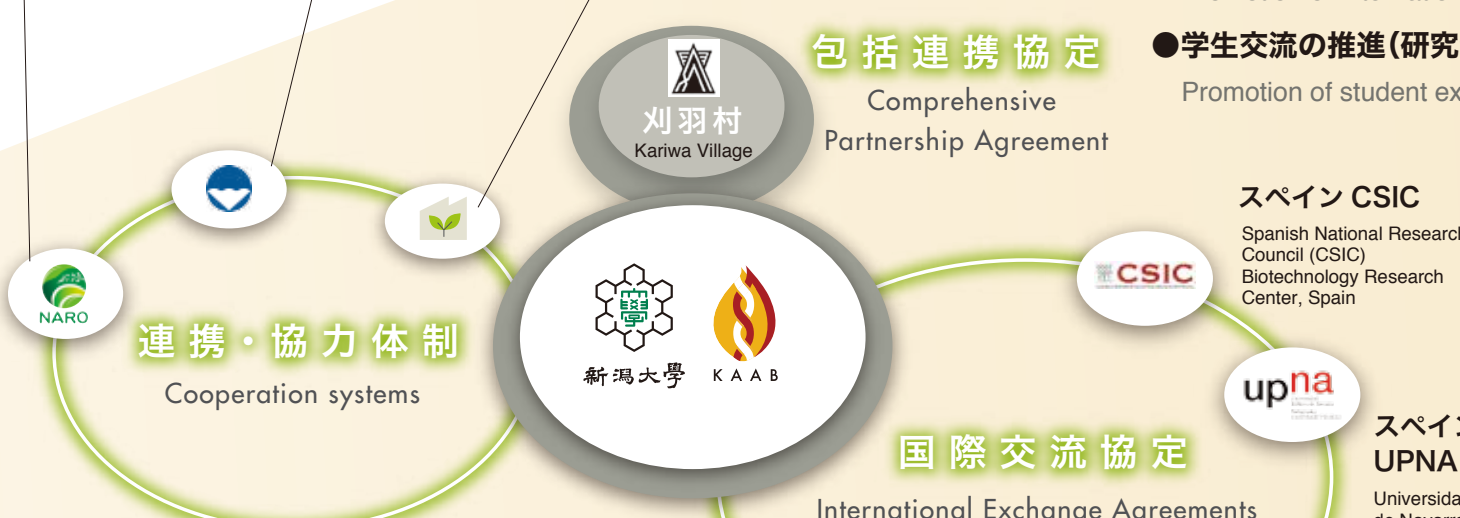 包括連携協定
Comprehensive
Partnership Agreement
●学生交流の推進(研究
Promotion of student ex
刈羽村
Kariwa Village
スペイン CSIC
Spanish National Research
Council (CSIC)
Biotechnology Research
Center, Spain
CSIC
NARO
連携・協力体制
Cooperation systems
大
學
新潟大學
KAAB
upna
スペイン
UPNA
国際交流協定
International Exchange Agreements